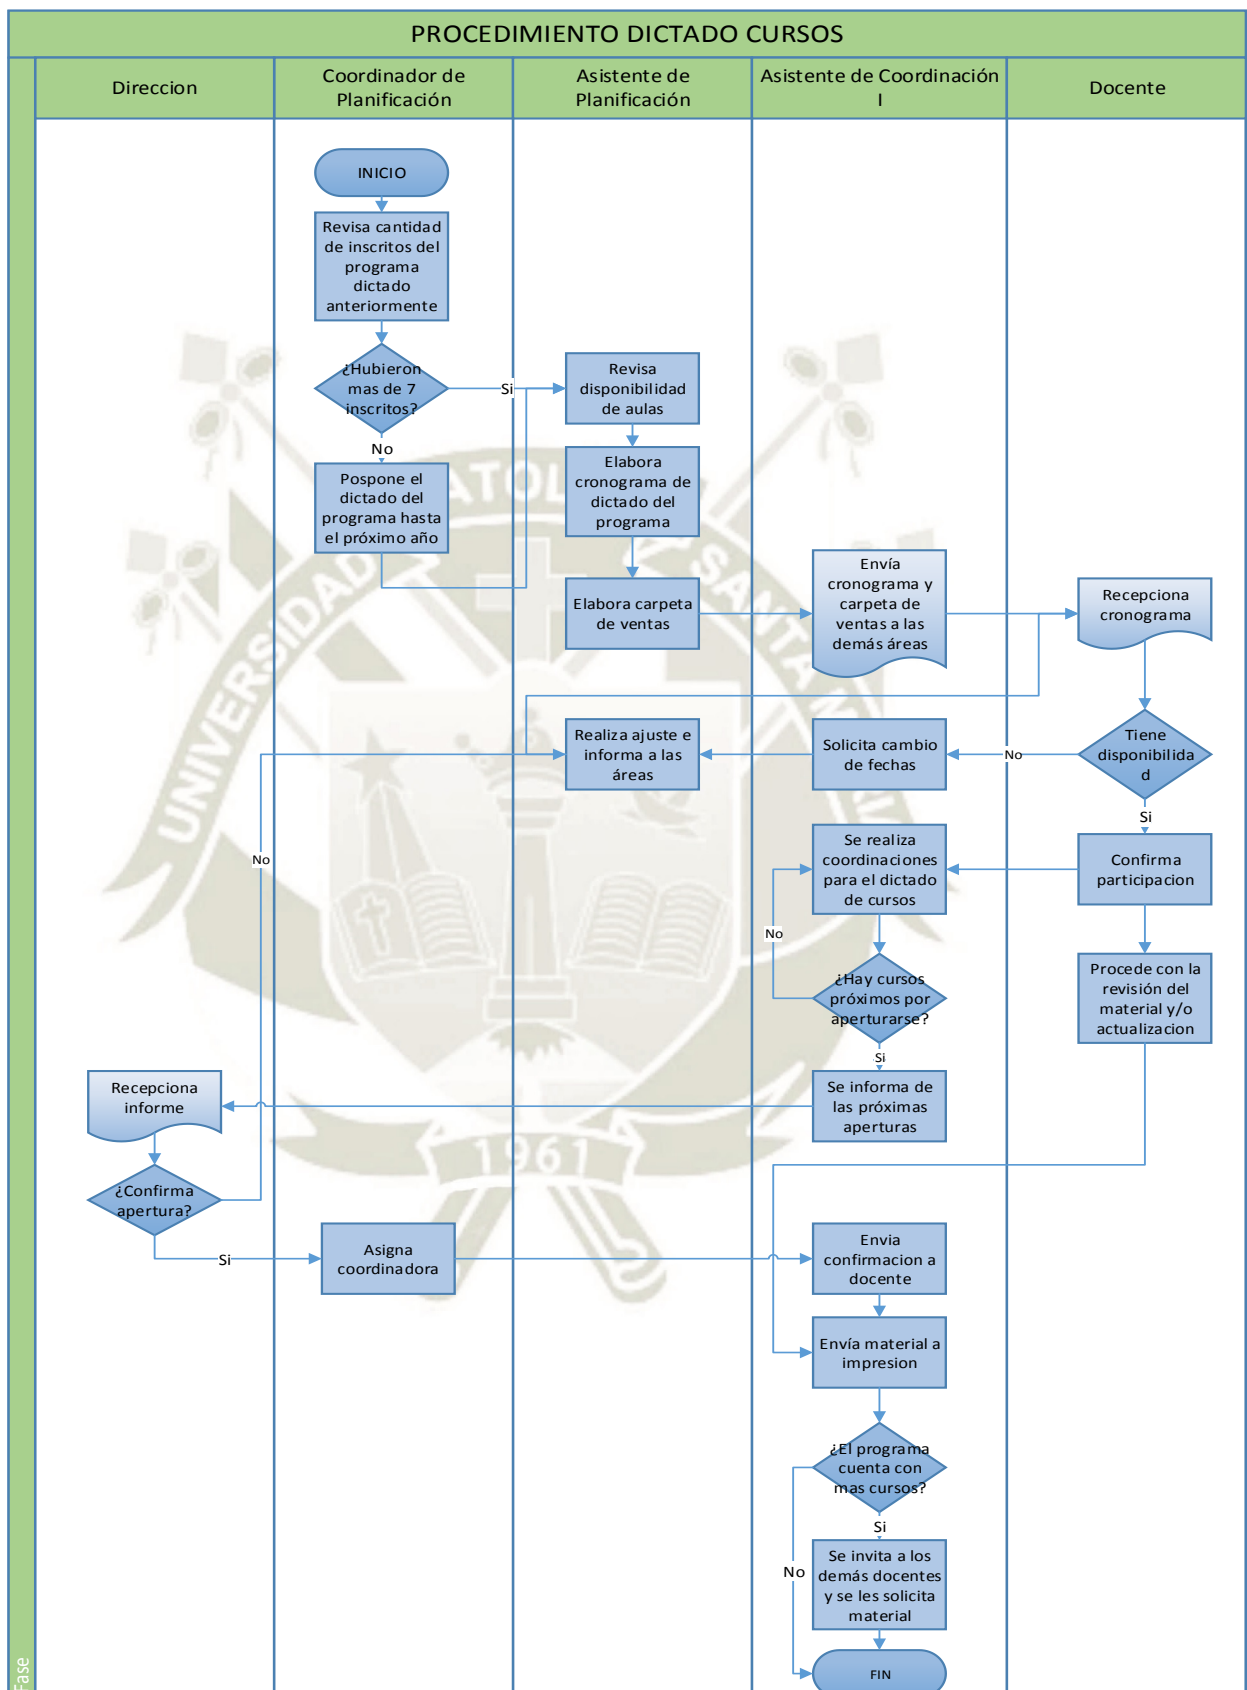 PROCEDIMIENTO DICTADO CURSOS
Direccion
Coordinador de
Planificación
Asistente de
Planificación
Asistente de Coordinación
I
Docente
INICIO
Revisa cantidad
de inscritos del
programa
dictado
anteriormente
¿Hubieron
mas de 7
inscritos?
Si
No
Pospone el
dictado del
programa hasta
el próximo año
Revisa
disponibilidad
de aulas
Elabora
cronograma de
dictado del
programa
Elabora carpeta
de ventas
Envía
cronograma y
carpeta de
ventas a las
demás áreas
Recepciona
cronograma
Tiene
disponibilida
d
No
Si
Solicita cambio
de fechas
Realiza ajuste e
informa a las
áreas
Confirma
participacion
Procede con la
revisión del
material y/o
actualizacion
Se realiza
coordinaciones
para el dictado
de cursos
¿Hay cursos
próximos por
aperturarse?
No
Si
Se informa de
las próximas
aperturas
Recepciona
informe
¿Confirma
apertura?
No
Si
Asigna
coordinadora
Envia
confirmacion a
docente
Envía material a
impresion
¿El programa
cuenta con
mas cursos?
Si
No
Se invita a los
demás docentes
y se les solicita
material
FIN
Fase
UNIVERSIDAD
SANTA
1961